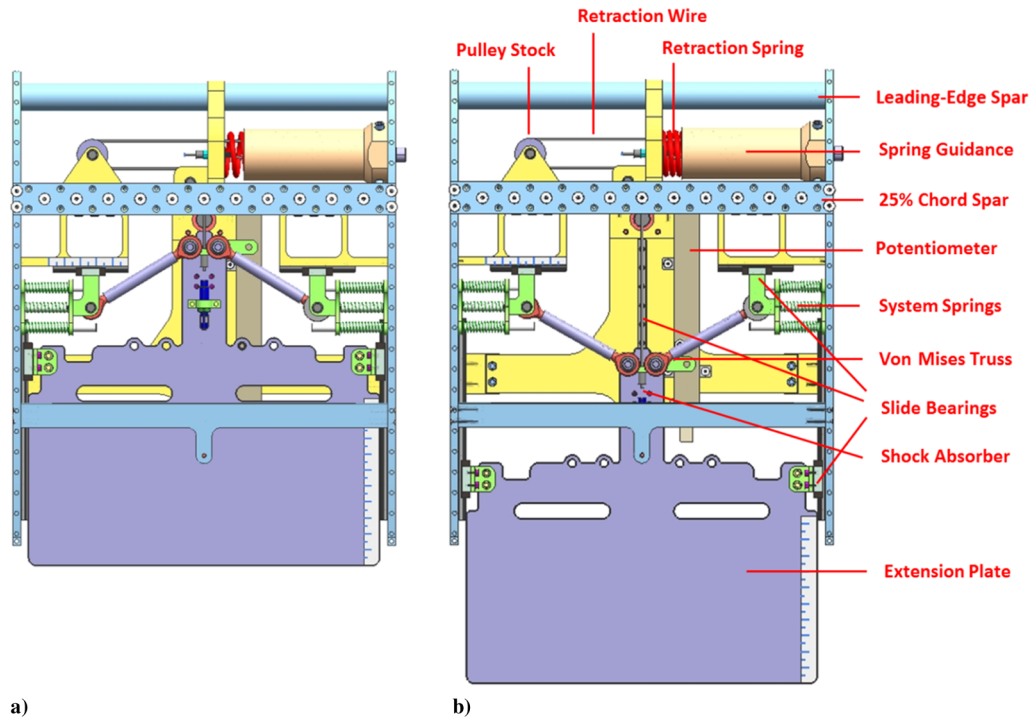 Retraction Wire
Pulley Stock
Retraction Spring
Leading-Edge Spar
Spring Guidance
25% Chord Spar
Potentiometer
System Springs
Von Mises Truss
Slide Bearings
Shock Absorber
Extension Plate
a)
b)